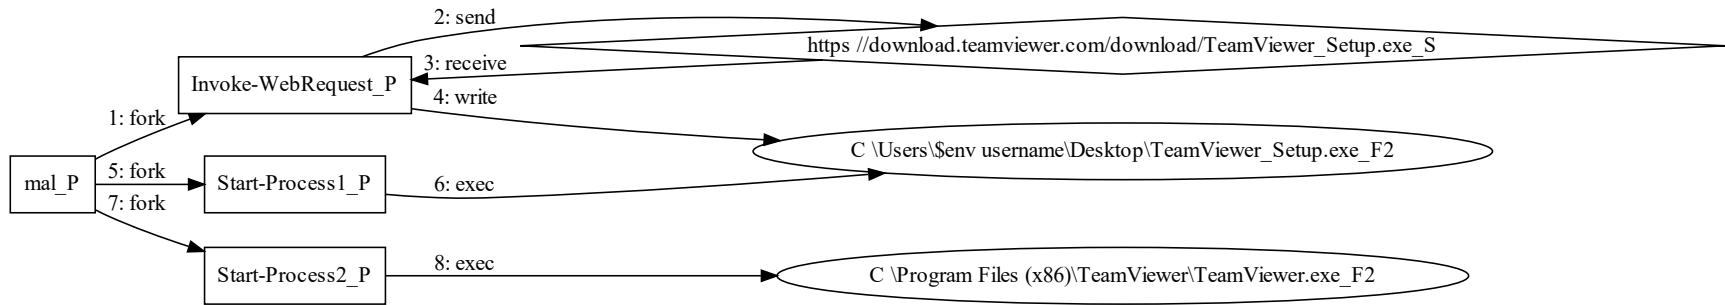 2: send
https //download.teamviewer.com/download/TeamViewer_Setup.exe_S
3: receive
Invoke-WebRequest_P
4: write
1: fork
C \Users\$env username\Desktop\TeamViewer_Setup.exe_F2
mal_P
5: fork
Start-Process1_P
6: exec
7: fork
Start-Process2_P
8: exec
C \Program Files (x86)\TeamViewer\TeamViewer.exe_F2